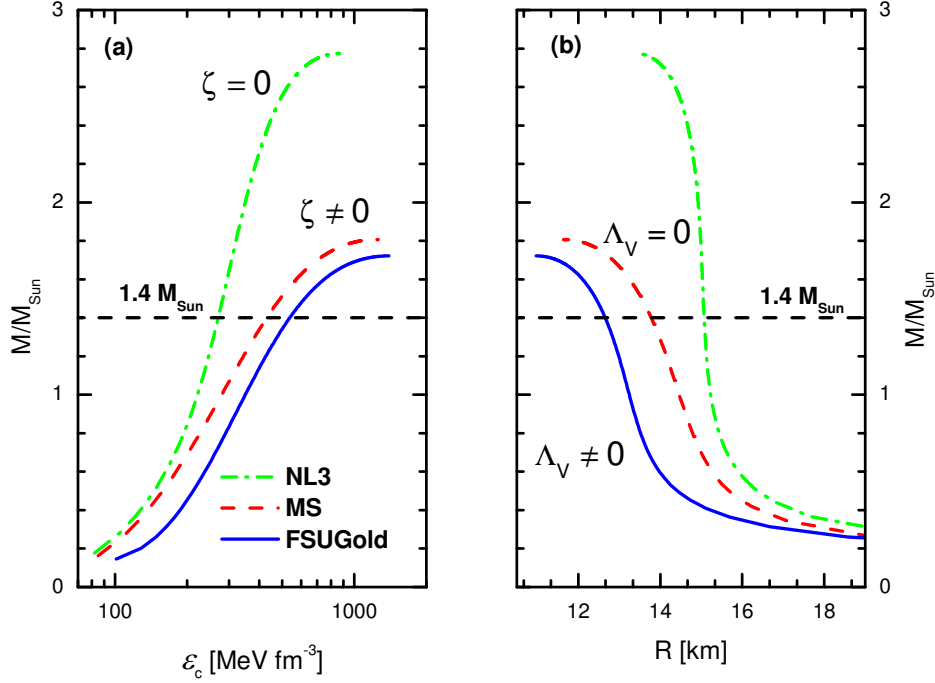 (a)
ζ = 0
ζ ≠ 0
1.4 M_Sun
NL3
MS
FSUGold
3
2
1
0
M/M_Sun
100
1000
ε_c [MeV fm^-3]
(b)
Λ_V = 0
1.4 M_Sun
Λ_V ≠ 0
12
14
16
18
R [km]
3
2
1
0
M/M_Sun